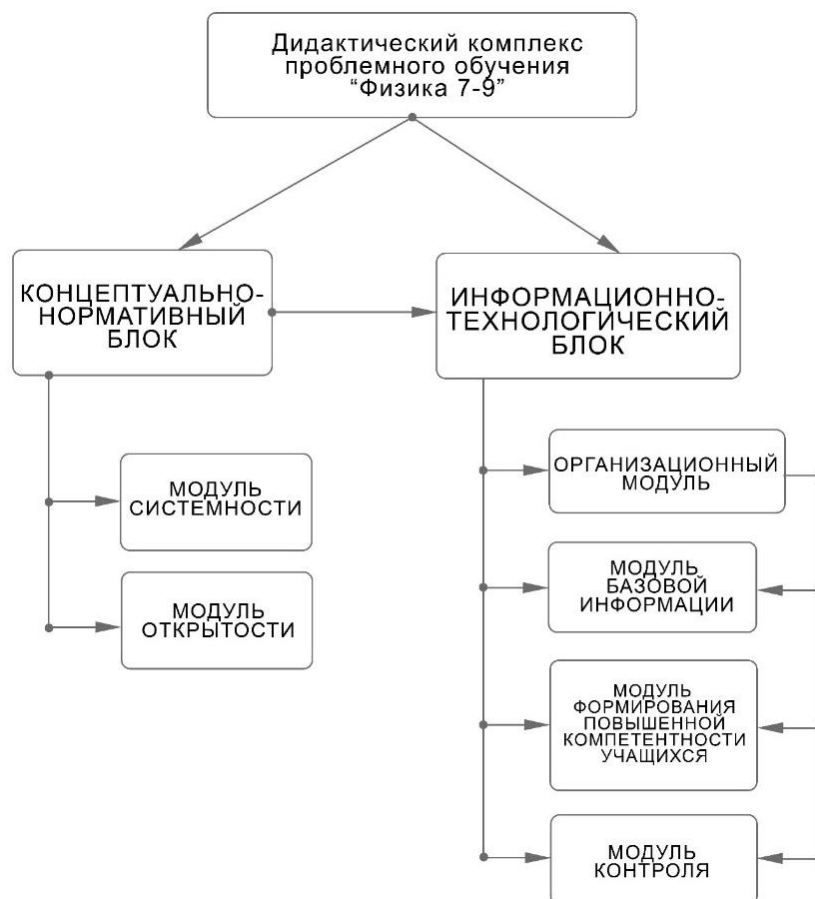 Дидактический комплекс
проблемного обучения
“Физика 7-9”
КОНЦЕПТУАЛЬНО-
НОРМАТИВНЫЙ
БЛОК
ИНФОРМАЦИОННО-
ТЕХНОЛОГИЧЕСКИЙ
БЛОК
МОДУЛЬ
СИСТЕМНОСТИ
МОДУЛЬ
ОТКРЫТОСТИ
ОРГАНИЗАЦИОННЫЙ
МОДУЛЬ
МОДУЛЬ
БАЗОВОЙ
ИНФОРМАЦИИ
МОДУЛЬ
ФОРМИРОВАНИЯ
ПОВЫШЕННОЙ
КОМПЕТЕНТНОСТИ
УЧАЩИХСЯ
МОДУЛЬ
КОНТРОЛЯ